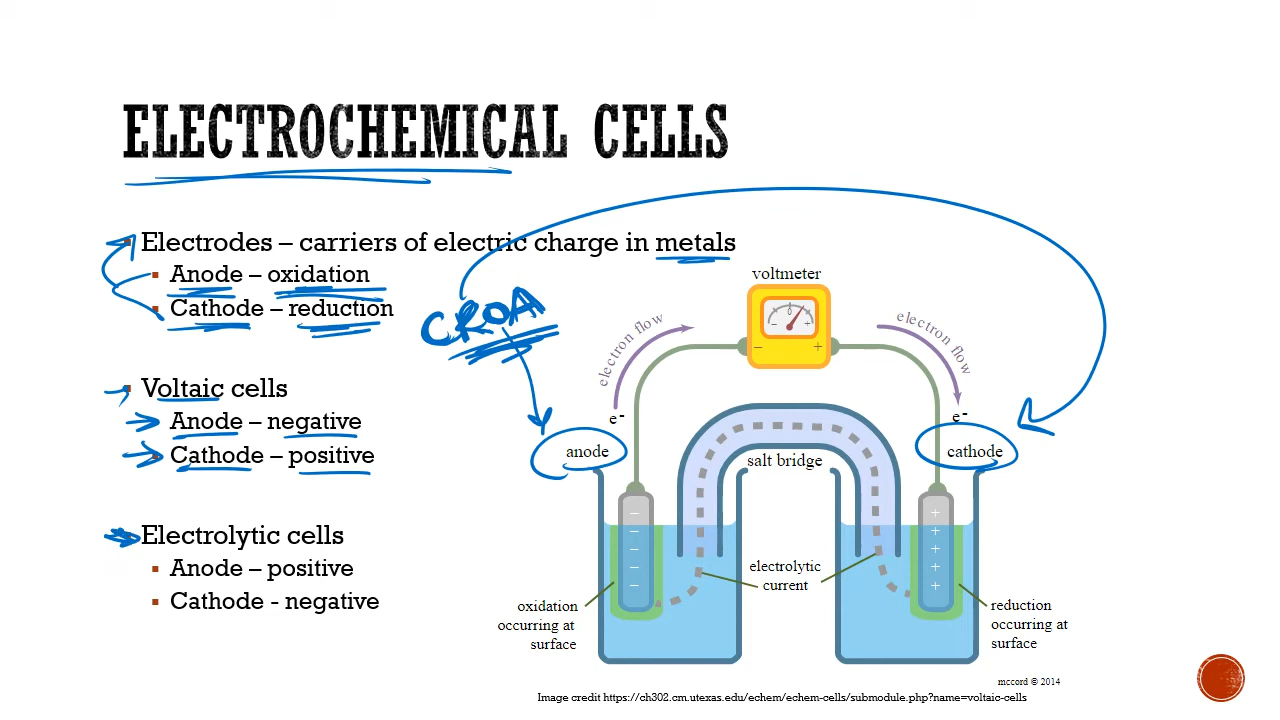 ELECTROCHEMICAL CELLS
▪ Electrodes – carriers of electric charge in metals
▪ Anode – oxidation
▪ Cathode – reduction
CROA
▪ Voltaic cells
▪ Anode – negative
▪ Cathode – positive
▪ Electrolytic cells
▪ Anode – positive
▪ Cathode - negative
voltmeter
electron flow
electron flow
0
– +
– +
e⁻
e⁻
anode
cathode
salt bridge
– +
– +
– +
– +
– +
electrolytic
current
oxidation
occurring at
surface
reduction
occurring at
surface
mccord © 2014
Image credit https://ch302.cm.utexas.edu/echem/echem-cells/submodule.php?name=voltaic-cells